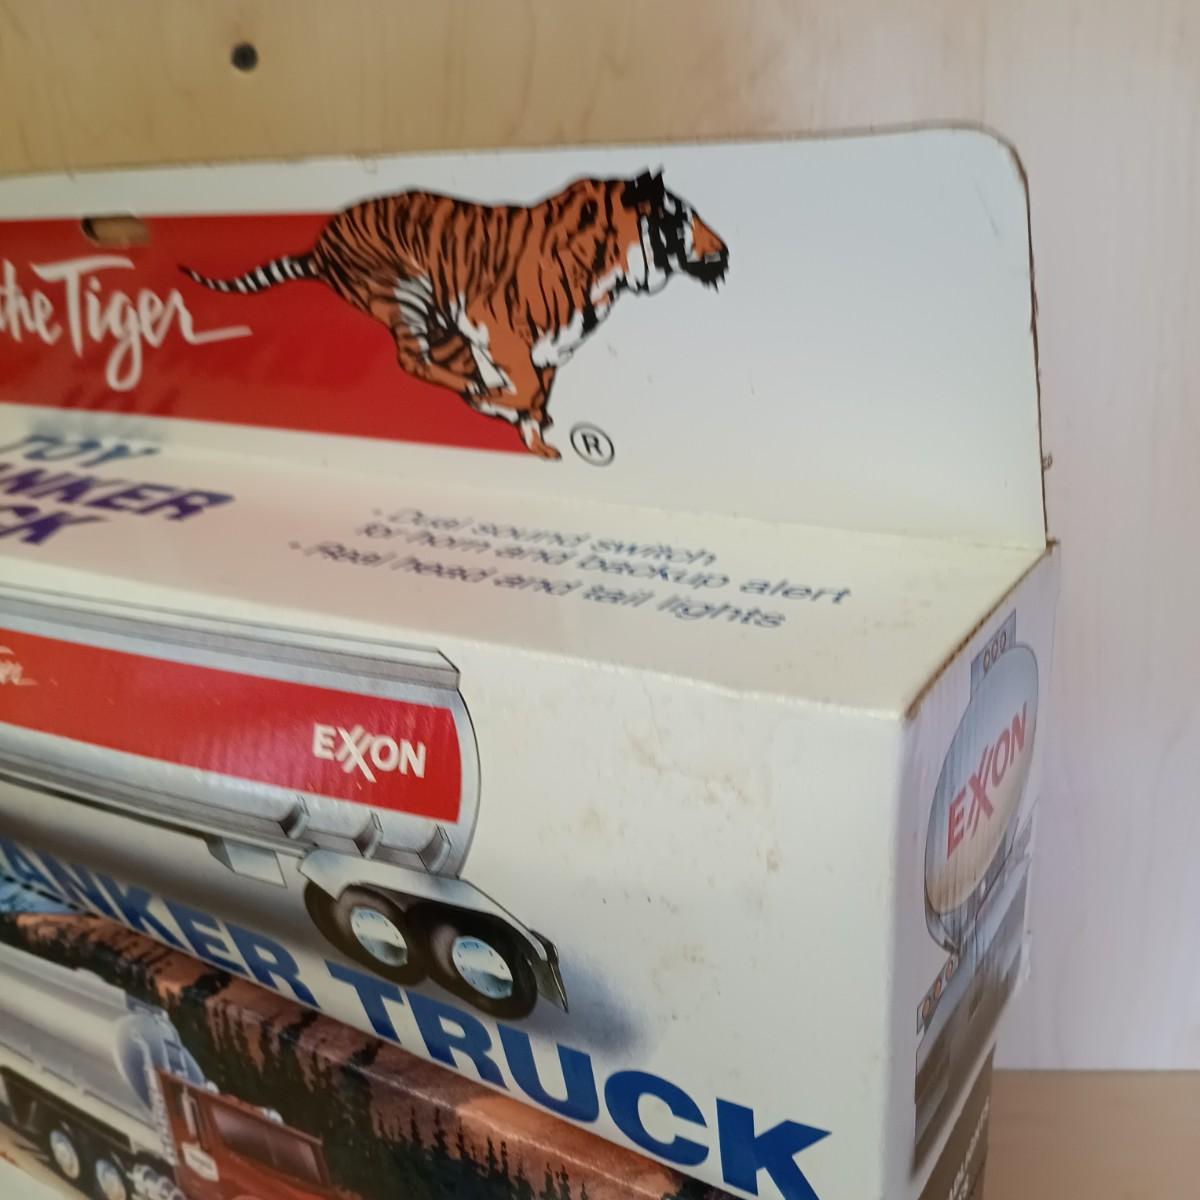 the Tiger
®
TOY
ANKER
CK
• Dual sound switch
for horn and backup alert
• Real head and tail lights
EXXON
EXXON
ANKER TRUCK